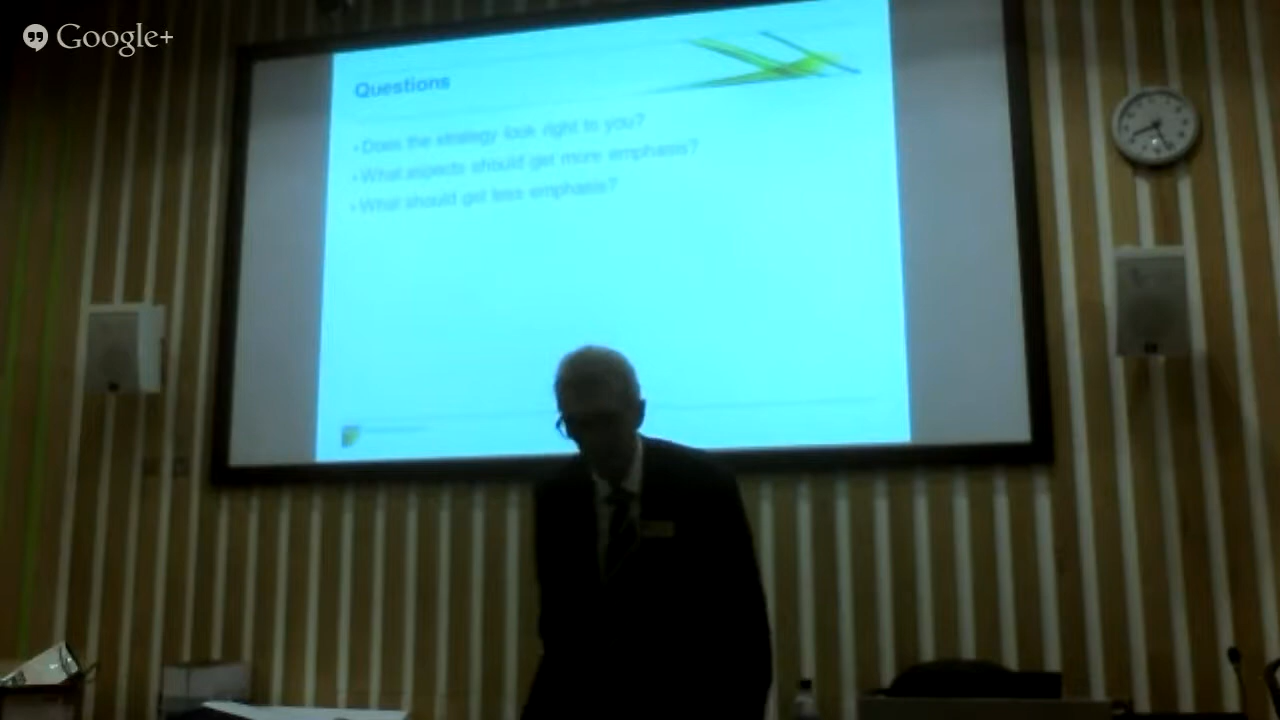 Google+
Questions
• Does the strategy look right to you?
• What aspects should get more emphasis?
• What should get less emphasis?